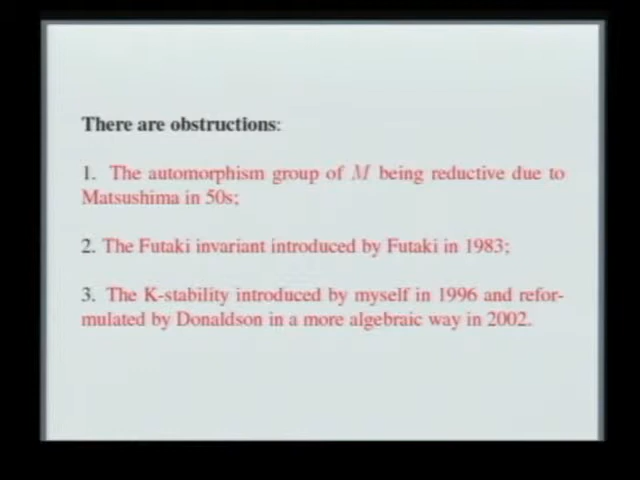 There are obstructions:
1. The automorphism group of M being reductive due to
Matsushima in 50s;
2. The Futaki invariant introduced by Futaki in 1983;
3. The K-stability introduced by myself in 1996 and refor-
mulated by Donaldson in a more algebraic way in 2002.